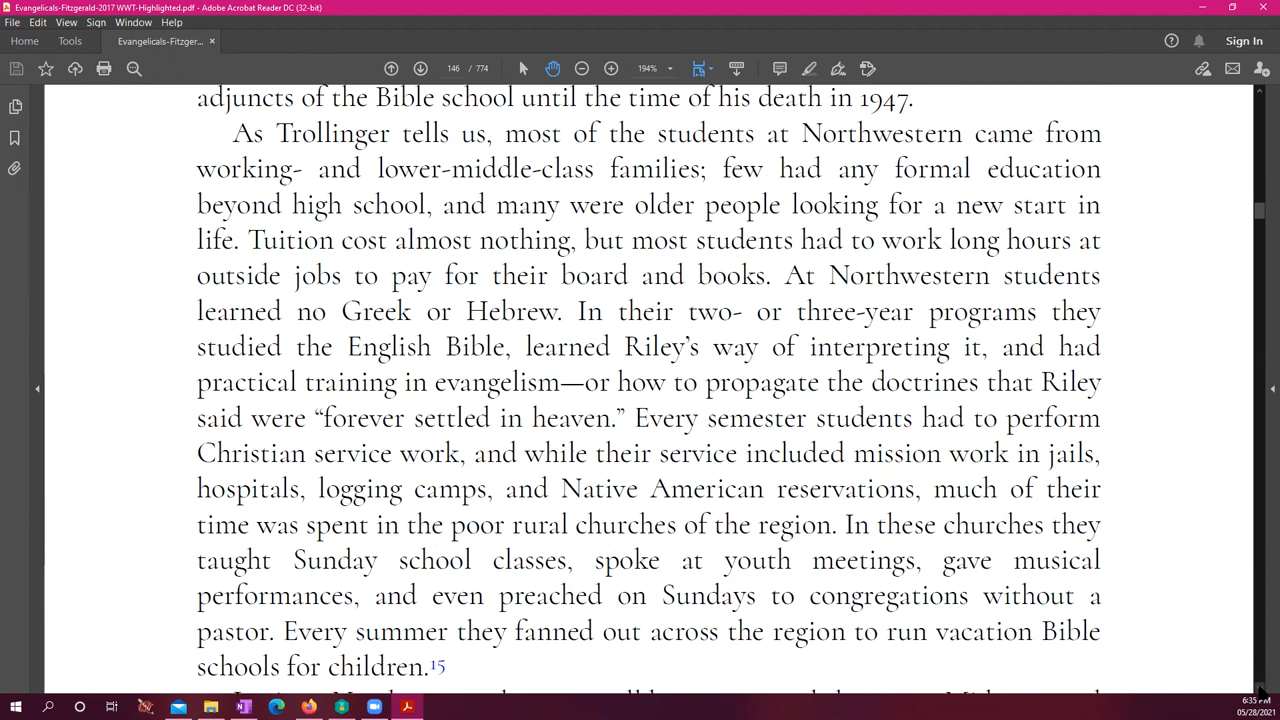 Evangelicals-Fitzgerald-2017 WWT-Highlighted.pdf - Adobe Acrobat Reader DC (32-bit)
File Edit View Sign Window Help
Home Tools Evangelicals-Fitzger... × Sign In
146 / 774 194%
adjuncts of the Bible school until the time of his death in 1947.
As Trollinger tells us, most of the students at Northwestern came from
working- and lower-middle-class families; few had any formal education
beyond high school, and many were older people looking for a new start in
life. Tuition cost almost nothing, but most students had to work long hours at
outside jobs to pay for their board and books. At Northwestern students
learned no Greek or Hebrew. In their two- or three-year programs they
studied the English Bible, learned Riley’s way of interpreting it, and had
practical training in evangelism—or how to propagate the doctrines that Riley
said were “forever settled in heaven.” Every semester students had to perform
Christian service work, and while their service included mission work in jails,
hospitals, logging camps, and Native American reservations, much of their
time was spent in the poor rural churches of the region. In these churches they
taught Sunday school classes, spoke at youth meetings, gave musical
performances, and even preached on Sundays to congregations without a
pastor. Every summer they fanned out across the region to run vacation Bible
schools for children.15
6:35 PM
05/28/2021